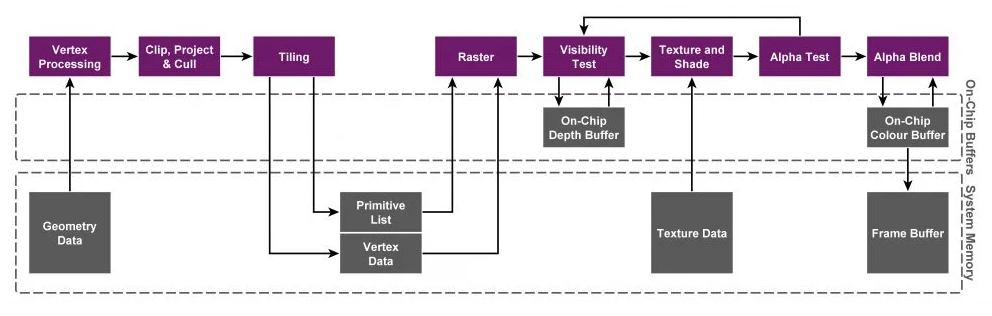 Vertex
Processing
Clip, Project
& Cull
Tiling
Raster
Visibility
Test
Texture and
Shade
Alpha Test
Alpha Blend
On-Chip
Depth Buffer
On-Chip
Colour Buffer
On-Chip Buffers
Geometry
Data
Primitive
List
Vertex
Data
Texture Data
Frame Buffer
System Memory